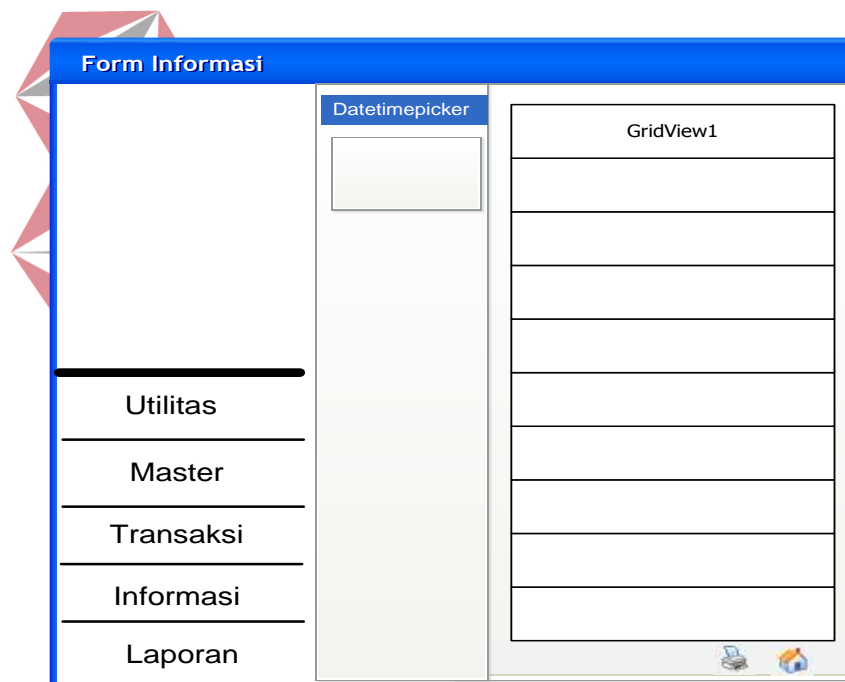 Form Informasi
Datetimepicker
GridView1
Utilitas
Master
Transaksi
Informasi
Laporan